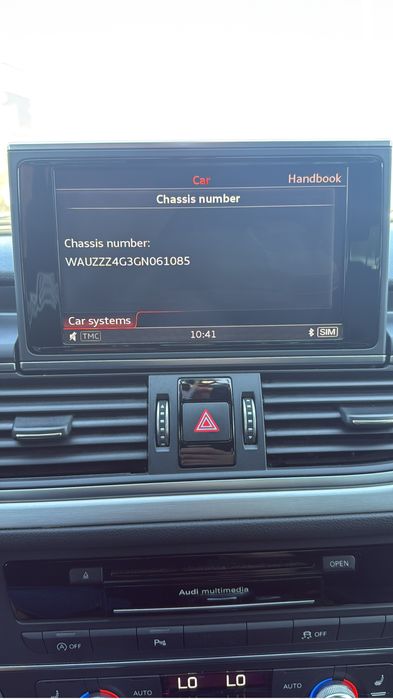 Car
Handbook
Chassis number
Chassis number:
WAUZZZ4G3GN061085
Car systems
TMC
10:41
SIM
OPEN
Audi multimedia
OFF
P
OFF
LO LO
AUTO
AUTO